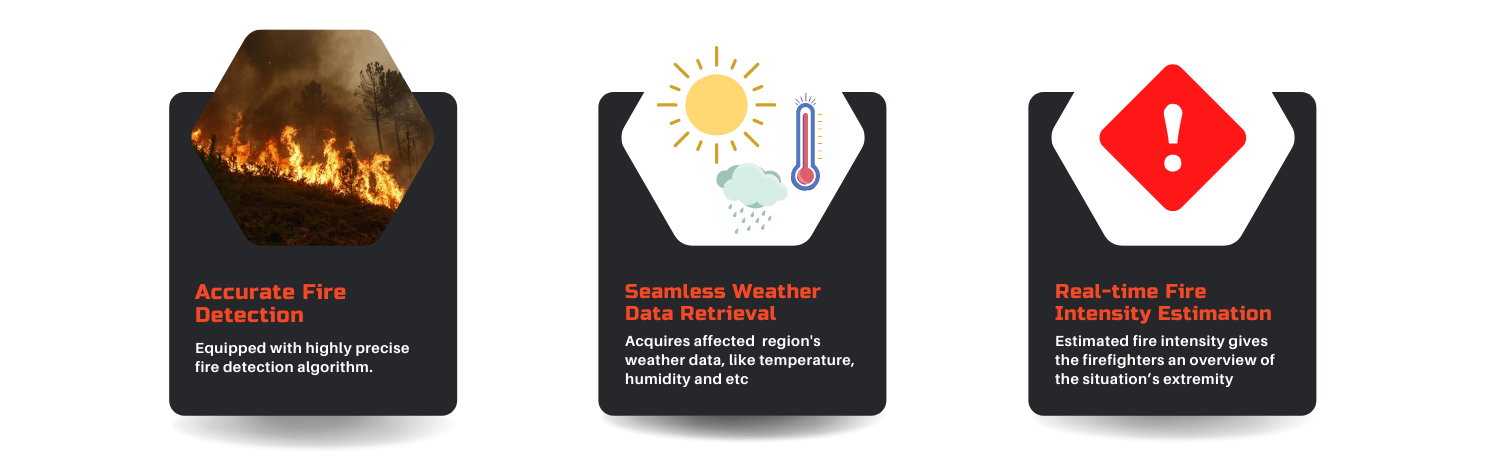 Accurate Fire
Detection
Equipped with highly precise
fire detection algorithm.
Seamless Weather
Data Retrieval
Acquires affected  region's
weather data, like temperature,
humidity and etc
Real-time Fire
Intensity Estimation
Estimated fire intensity gives
the firefighters an overview of
the situation’s extremity